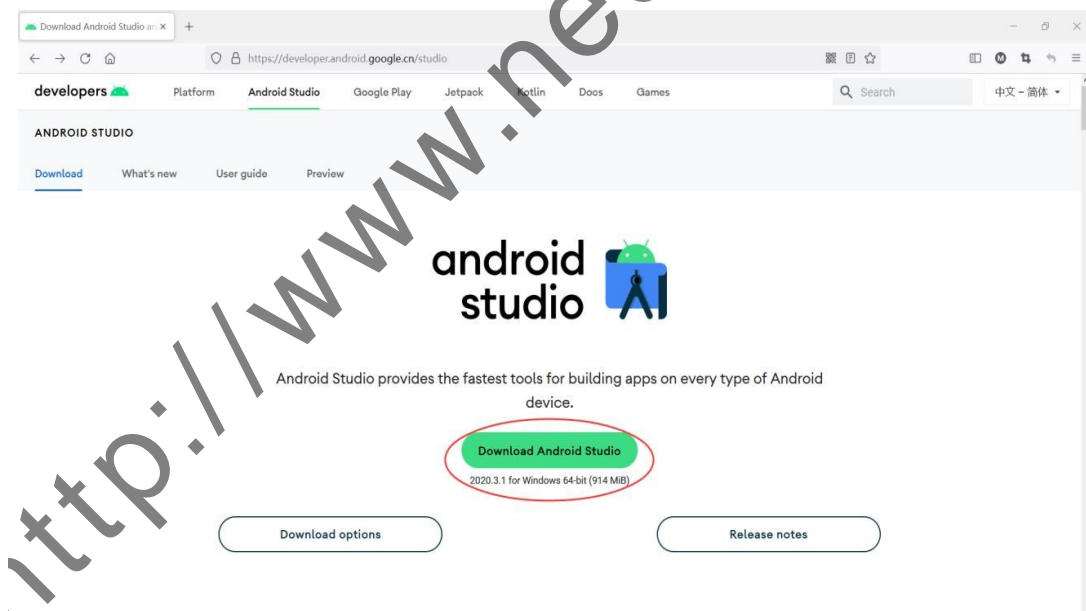 Download Android Studio an
https://developer.android.google.cn/studio
developers Platform Android Studio Google Play Jetpack Kotlin Docs Games Search 中文 – 简体
ANDROID STUDIO
Download What's new User guide Preview
android
studio
Android Studio provides the fastest tools for building apps on every type of Android
device.
Download Android Studio
2020.3.1 for Windows 64-bit (914 MiB)
Download options Release notes
http://www.ne